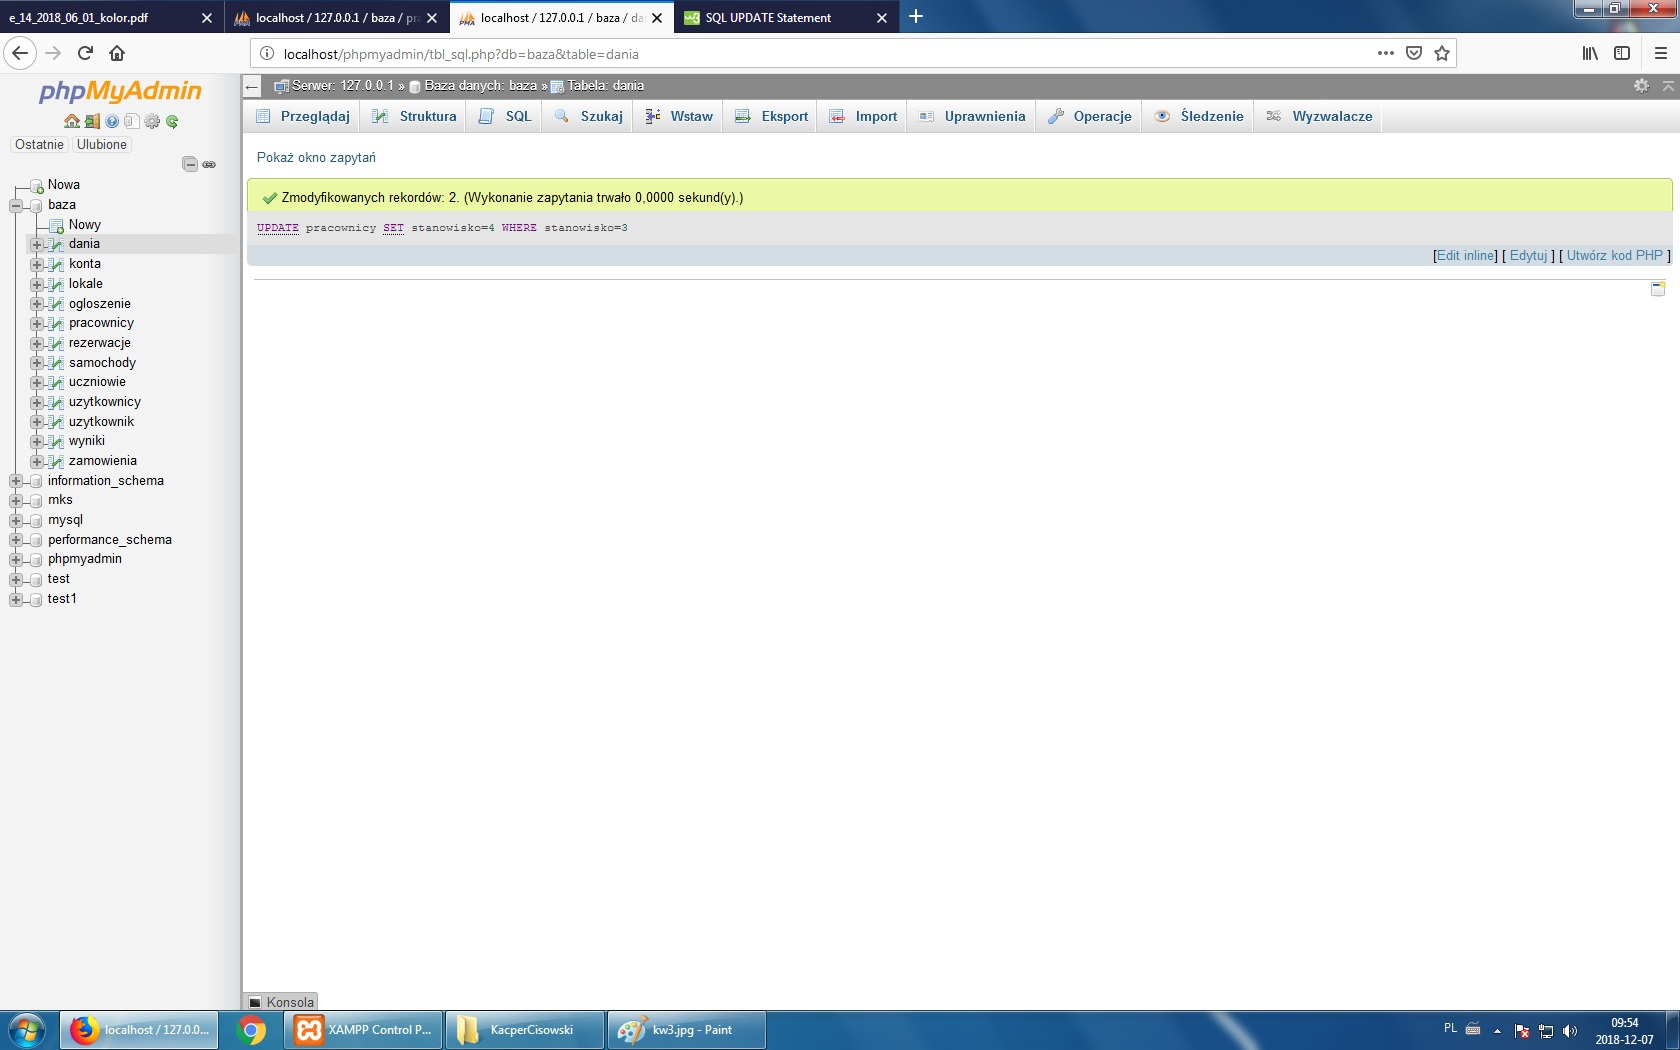 e_14_2018_06_01_kolor.pdf
localhost / 127.0.0.1 / baza / pra
localhost / 127.0.0.1 / baza / da
SQL UPDATE Statement
localhost/phpmyadmin/tbl_sql.php?db=baza&table=dania
phpMyAdmin
Ostatnie Ulubione
Nowa
baza
Nowy
dania
konta
lokale
ogloszenie
pracownicy
rezerwacje
samochody
uczniowie
uzytkownicy
uzytkownik
wyniki
zamowienia
information_schema
mks
mysql
performance_schema
phpmyadmin
test
test1
Serwer: 127.0.0.1 » Baza danych: baza » Tabela: dania
Przeglądaj Struktura SQL Szukaj Wstaw Eksport Import Uprawnienia Operacje Śledzenie Wyzwalacze
Pokaż okno zapytań
Zmodyfikowanych rekordów: 2. (Wykonanie zapytania trwało 0,0000 sekund(y).)
UPDATE pracownicy SET stanowisko=4 WHERE stanowisko=3
[Edit inline] [ Edytuj ] [ Utwórz kod PHP ]
Konsola
localhost / 127.0.0...
XAMPP Control P...
KacperCisowski
kw3.jpg - Paint
PL
09:54
2018-12-07